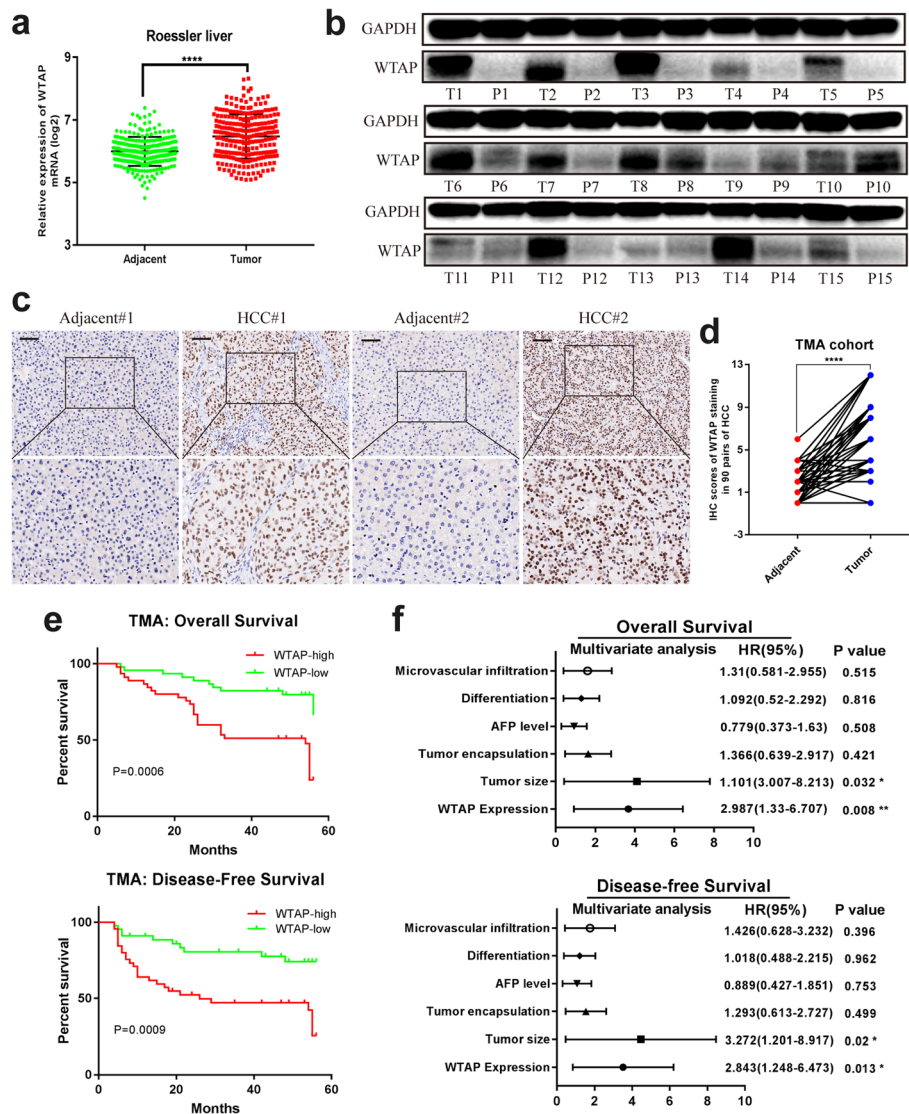 a
Roessler liver
****
Relative expression of WTAP
mRNA (log2)
9
7
5
3
Adjacent
Tumor
b
GAPDH
WTAP
T1 P1 T2 P2 T3 P3 T4 P4 T5 P5
GAPDH
WTAP
T6 P6 T7 P7 T8 P8 T9 P9 T10 P10
GAPDH
WTAP
T11 P11 T12 P12 T13 P13 T14 P14 T15 P15
c
Adjacent#1
HCC#1
Adjacent#2
HCC#2
d
TMA cohort
****
IHC scores of WTAP staining
in 90 pairs of HCC
13
9
5
1
-3
Adjacent
Tumor
e
TMA: Overall Survival
WTAP-high
WTAP-low
Percent survival
100
50
0
P=0.0006
0 20 40 60
Months
TMA: Disease-Free Survival
WTAP-high
WTAP-low
Percent survival
100
50
0
P=0.0009
0 20 40 60
Months
f
Overall Survival
Multivariate analysis HR(95%) P value
Microvascular infiltration 1.31(0.581-2.955) 0.515
Differentiation 1.092(0.52-2.292) 0.816
AFP level 0.779(0.373-1.63) 0.508
Tumor encapsulation 1.366(0.639-2.917) 0.421
Tumor size 1.101(3.007-8.213) 0.032 *
WTAP Expression 2.987(1.33-6.707) 0.008 **
0 2 4 6 8 10
Disease-free Survival
Multivariate analysis HR(95%) P value
Microvascular infiltration 1.426(0.628-3.232) 0.396
Differentiation 1.018(0.488-2.215) 0.962
AFP level 0.889(0.427-1.851) 0.753
Tumor encapsulation 1.293(0.613-2.727) 0.499
Tumor size 3.272(1.201-8.917) 0.02 *
WTAP Expression 2.843(1.248-6.473) 0.013 *
0 2 4 6 8 10